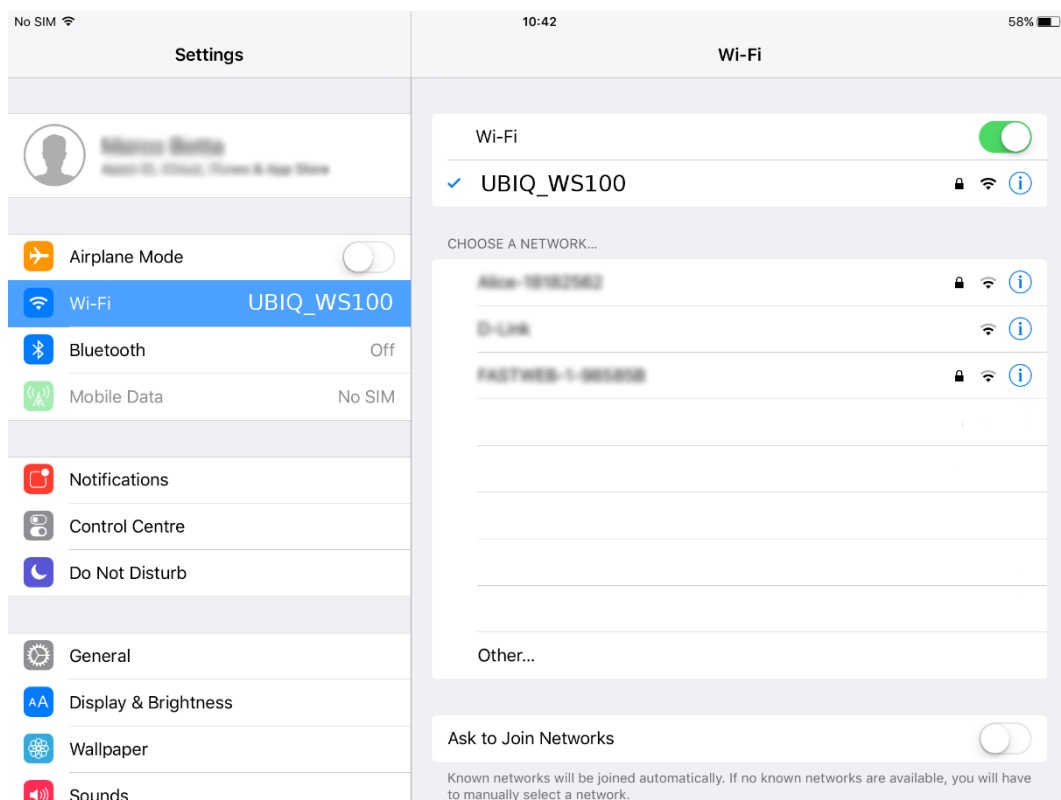 No SIM
10:42
58%
Settings
Wi-Fi
Airplane Mode
Wi-Fi UBIQ_WS100
Bluetooth Off
Mobile Data No SIM
Notifications
Control Centre
Do Not Disturb
General
AA Display & Brightness
Wallpaper
Sounds
Wi-Fi
UBIQ_WS100
CHOOSE A NETWORK...
Other...
Ask to Join Networks
Known networks will be joined automatically. If no known networks are available, you will have
to manually select a network.